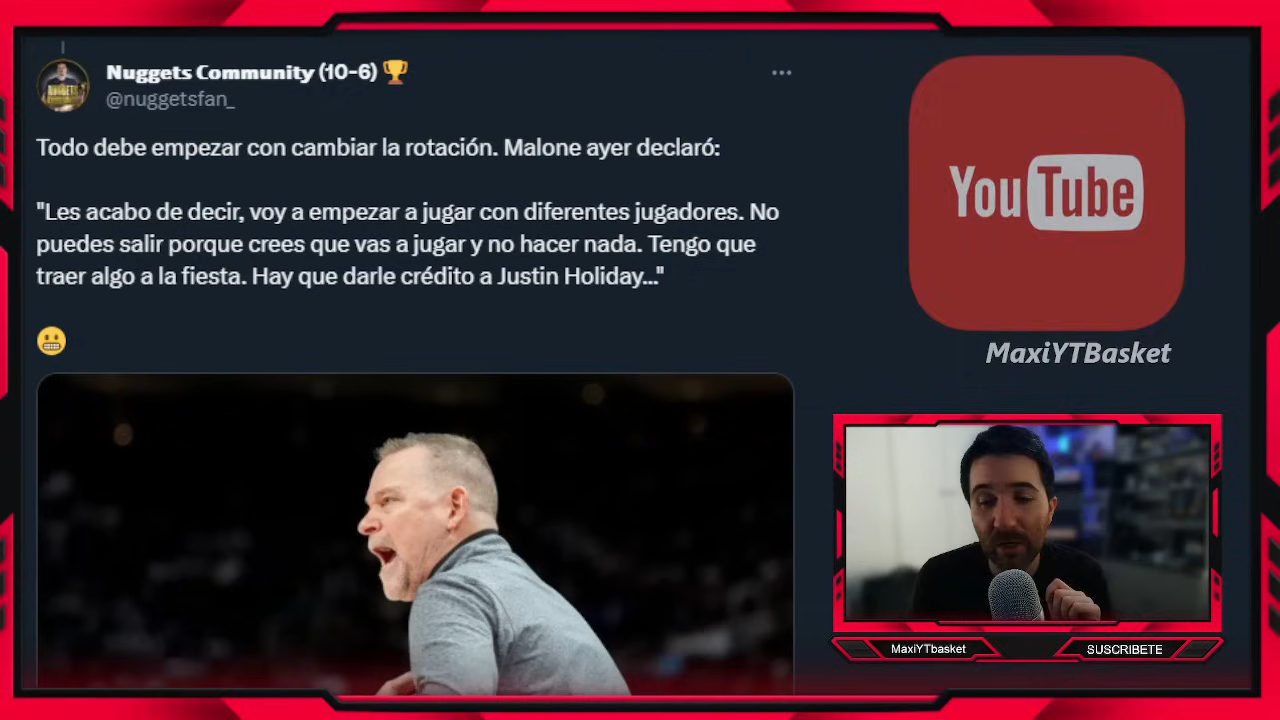 Nuggets Community (10-6) 🏆
@nuggetsfan_
Todo debe empezar con cambiar la rotación. Malone ayer declaró:
"Les acabo de decir, voy a empezar a jugar con diferentes jugadores. No
puedes salir porque crees que vas a jugar y no hacer nada. Tengo que
traer algo a la fiesta. Hay que darle crédito a Justin Holiday..."
😬
YouTube
MaxiYTBasket
MaxiYTbasket
SUSCRIBETE